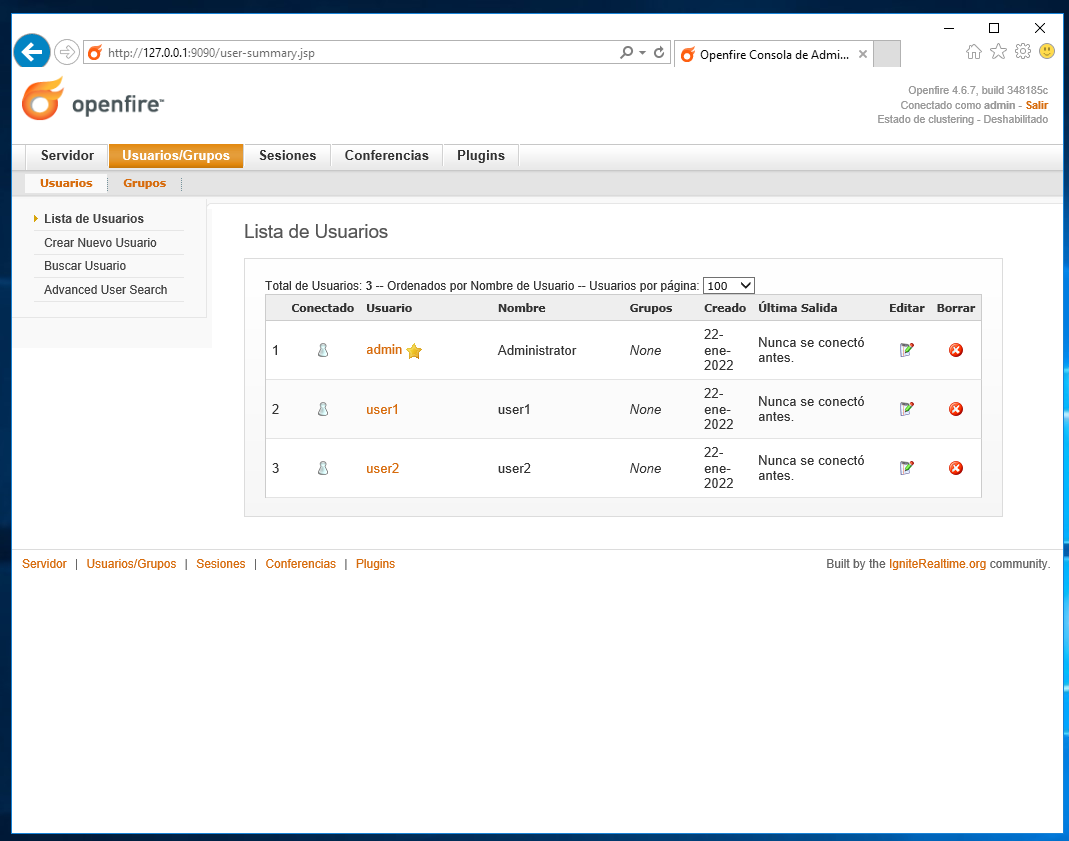 http://127.0.0.1:9090/user-summary.jsp
Openfire Consola de Admi...
openfire™
Openfire 4.6.7, build 348185c
Conectado como admin - Salir
Estado de clustering - Deshabilitado
Servidor Usuarios/Grupos Sesiones Conferencias Plugins
Usuarios Grupos
Lista de Usuarios
Crear Nuevo Usuario
Buscar Usuario
Advanced User Search
Lista de Usuarios
Total de Usuarios: 3 -- Ordenados por Nombre de Usuario -- Usuarios por página: 100
Conectado Usuario Nombre Grupos Creado Última Salida Editar Borrar
1 admin Administrator None 22-ene-2022 Nunca se conectó antes.
2 user1 user1 None 22-ene-2022 Nunca se conectó antes.
3 user2 user2 None 22-ene-2022 Nunca se conectó antes.
Servidor | Usuarios/Grupos | Sesiones | Conferencias | Plugins
Built by the IgniteRealtime.org community.